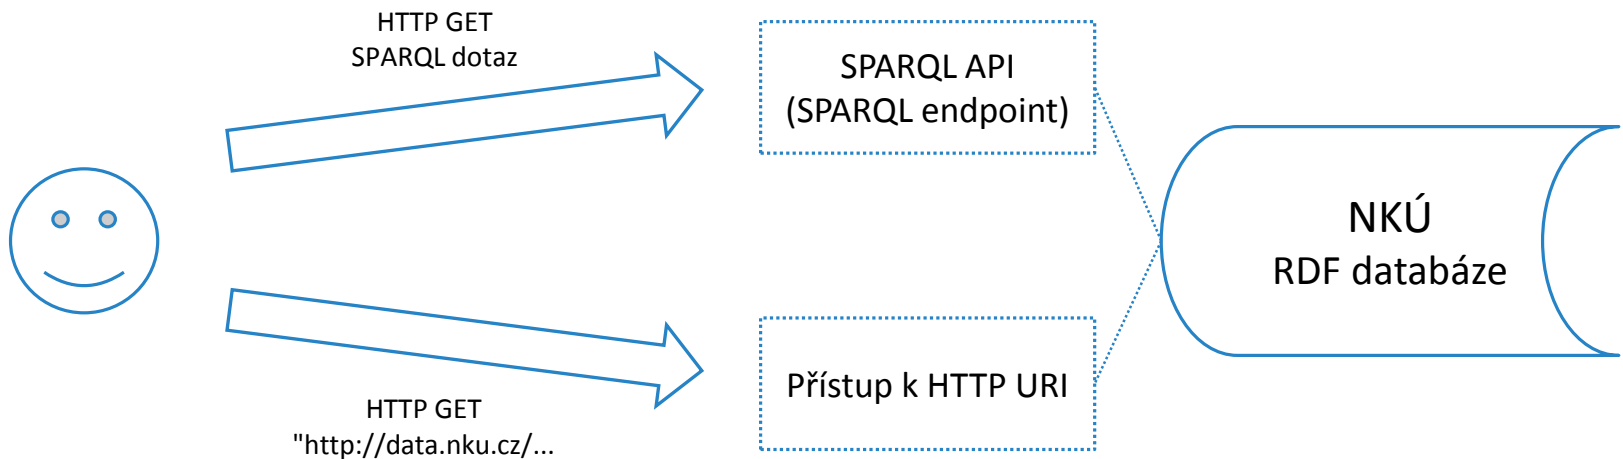 HTTP GET
SPARQL dotaz
SPARQL API
(SPARQL endpoint)
NKÚ
RDF databáze
Přístup k HTTP URI
HTTP GET
"http://data.nku.cz/...